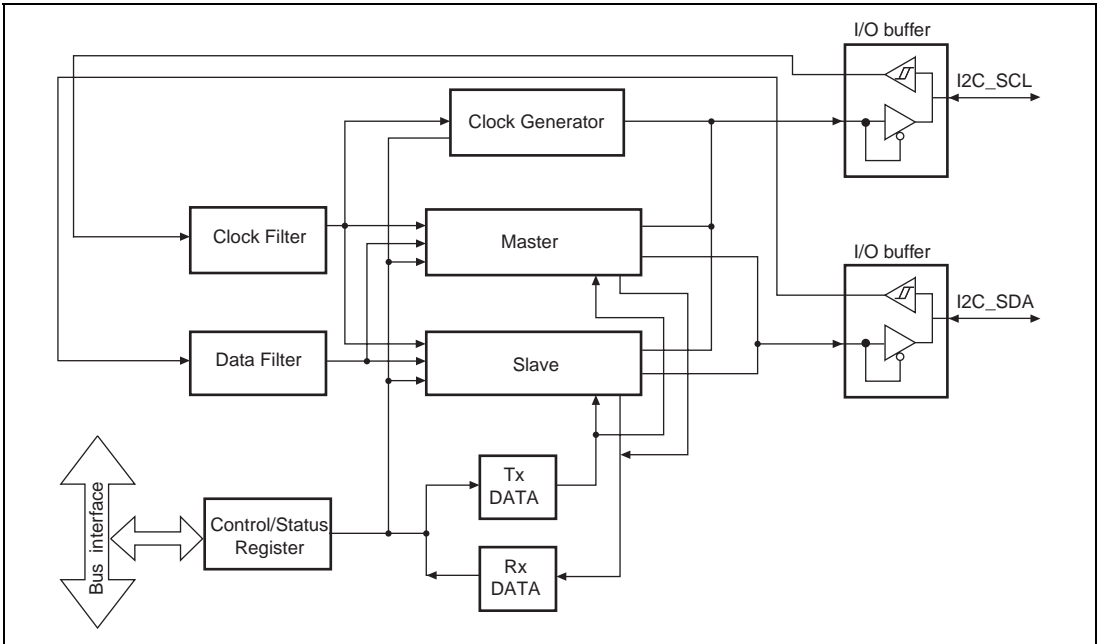 I/O buffer
I2C_SCL
Clock Generator
Clock Filter
Master
I/O buffer
I2C_SDA
Data Filter
Slave
Tx
DATA
Bus interface
Control/Status
Register
Rx
DATA